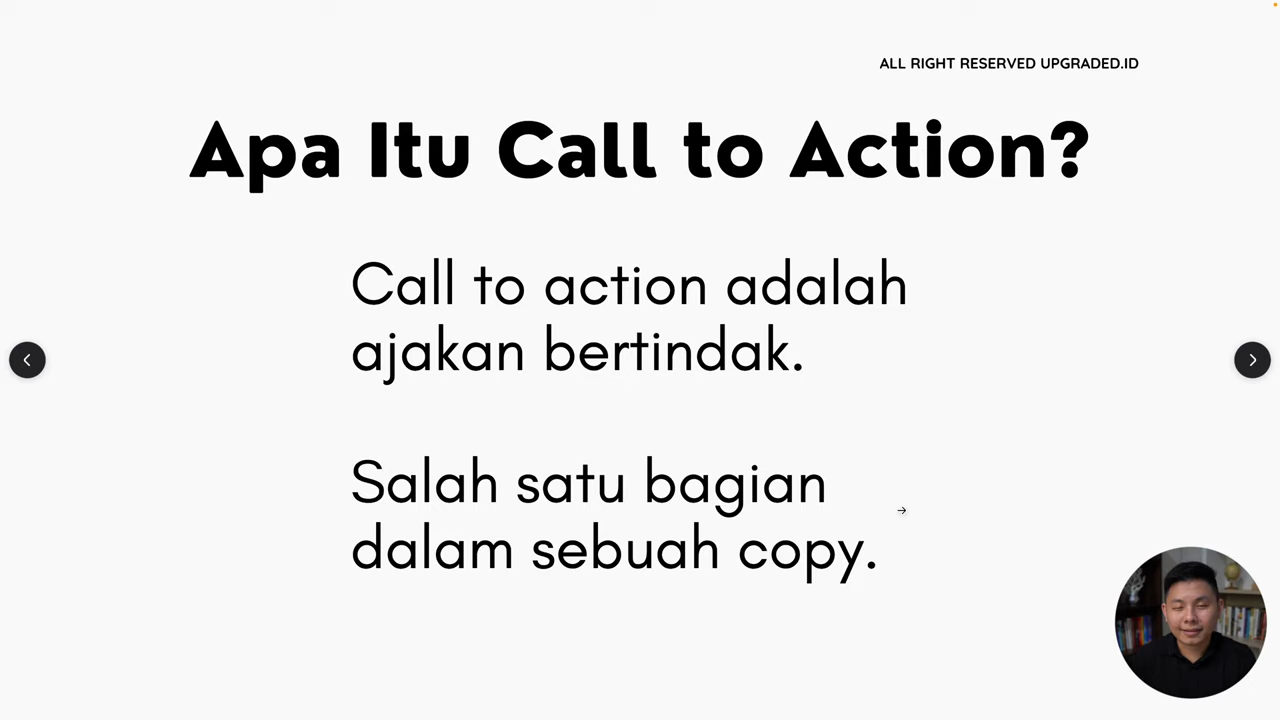 ALL RIGHT RESERVED UPGRADED.ID
Apa Itu Call to Action?
Call to action adalah
ajakan bertindak.
Salah satu bagian
dalam sebuah copy.